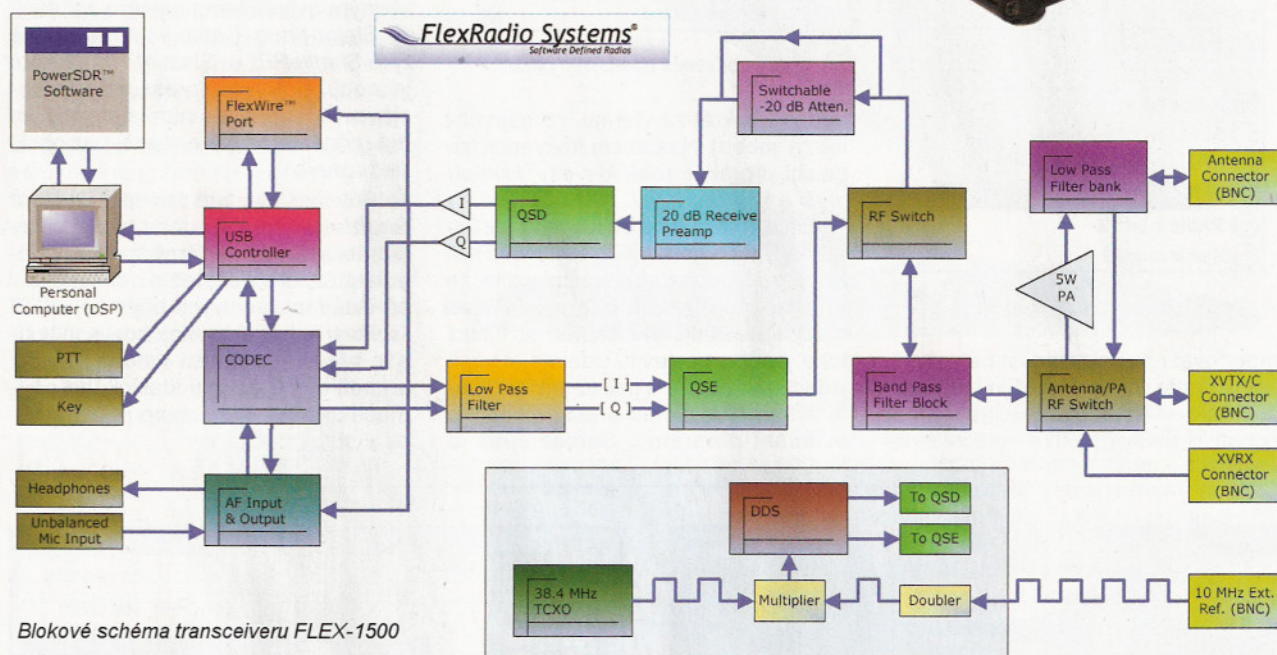 FlexRadio Systems®
Software Defined Radios
PowerSDR™
Software
FlexWire™
Port
Switchable
-20 dB Atten.
Low Pass
Filter bank
Antenna
Connector
(BNC)
I
Q
QSD
20 dB Receive
Preamp
RF Switch
USB
Controller
Personal
Computer (DSP)
5W
PA
PTT
Key
CODEC
Low Pass
Filter
[ I ]
[ Q ]
QSE
Band Pass
Filter Block
Antenna/PA
RF Switch
XVTX/C
Connector
(BNC)
XVRX
Connector
(BNC)
Headphones
Unbalanced
Mic Input
AF Input
& Output
DDS
To QSD
To QSE
38.4 MHz
TCXO
Multiplier
Doubler
10 MHz Ext.
Ref. (BNC)
Blokové schéma transceiveru FLEX-1500